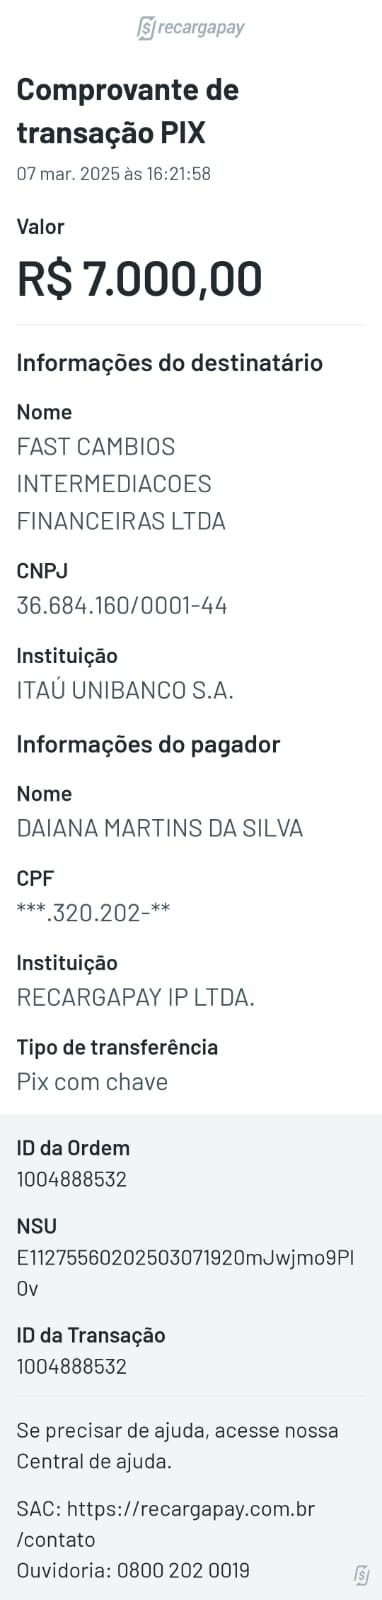 recargapay
Comprovante de
transação PIX
07 mar. 2025 às 16:21:58
Valor
R$ 7.000,00
Informações do destinatário
Nome
FAST CAMBIOS
INTERMEDIACOES
FINANCEIRAS LTDA
CNPJ
36.684.160/0001-44
Instituição
ITAÚ UNIBANCO S.A.
Informações do pagador
Nome
DAIANA MARTINS DA SILVA
CPF
***.320.202-**
Instituição
RECARGAPAY IP LTDA.
Tipo de transferência
Pix com chave
ID da Ordem
1004888532
NSU
E11275560202503071920mJwjmo9Pl
0v
ID da Transação
1004888532
Se precisar de ajuda, acesse nossa
Central de ajuda.
SAC: https://recargapay.com.br
/contato
Ouvidoria: 0800 202 0019